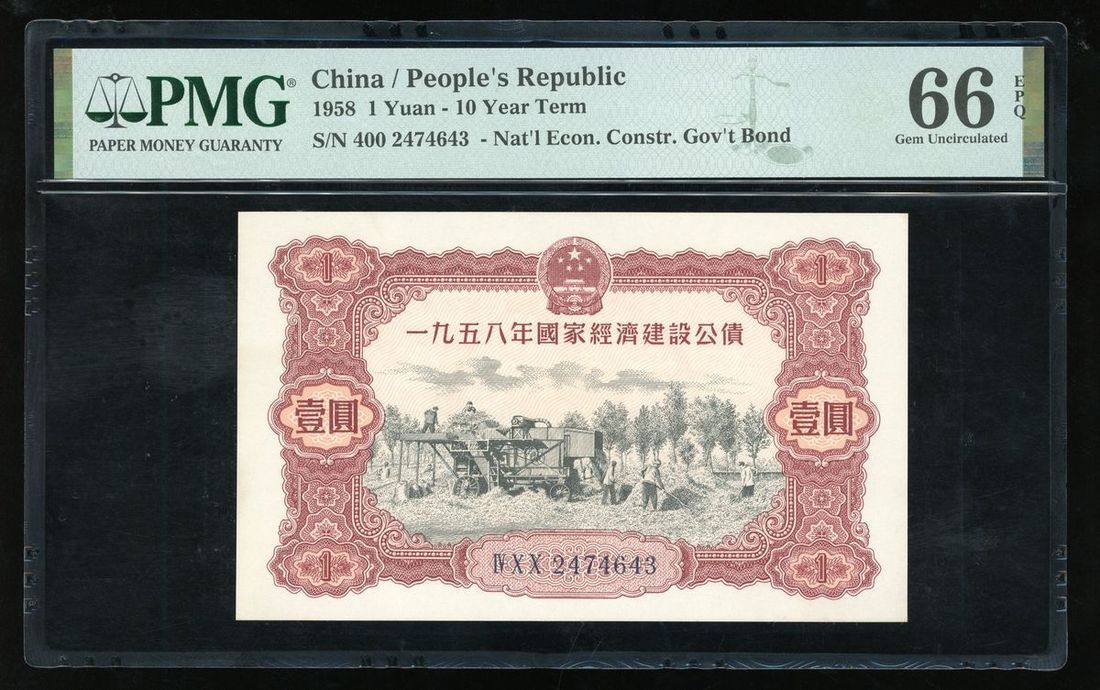 PMG®
PAPER MONEY GUARANTY
China / People's Republic
1958 1 Yuan - 10 Year Term
S/N 400 2474643 - Nat'l Econ. Constr. Gov't Bond
66
EPQ
Gem Uncirculated
1
1
一九五八年國家經濟建設公債
壹圓
壹圓
1
ⅣXX 2474643
1